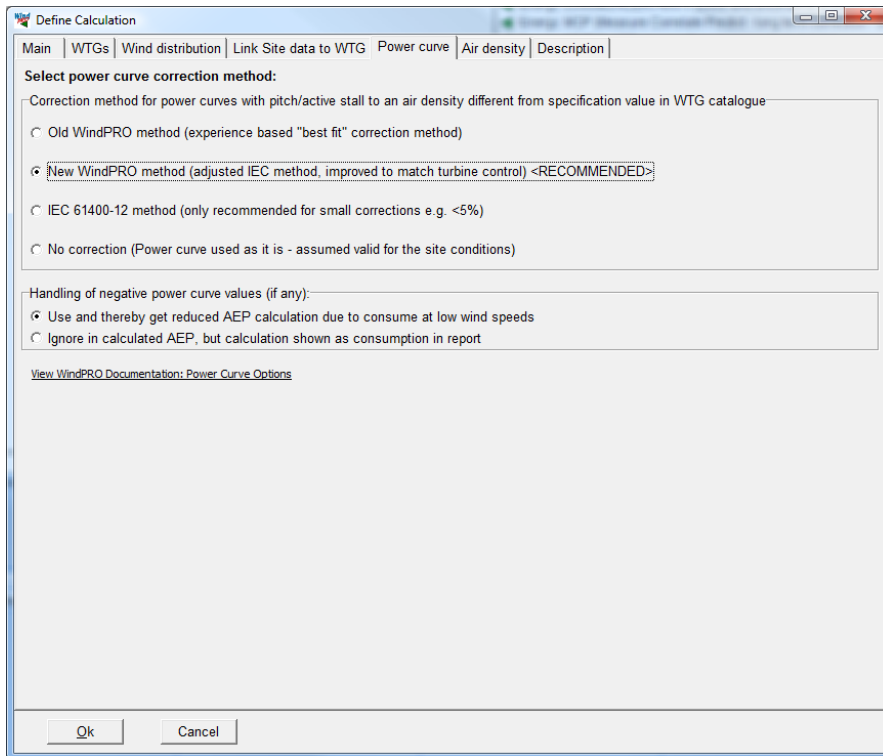 Define Calculation
Main WTGs Wind distribution Link Site data to WTG Power curve Air density Description
Select power curve correction method:
Correction method for power curves with pitch/active stall to an air density different from specification value in WTG catalogue
Old WindPRO method (experience based "best fit" correction method)
New WindPRO method (adjusted IEC method, improved to match turbine control) <RECOMMENDED>
IEC 61400-12 method (only recommended for small corrections e.g. <5%)
No correction (Power curve used as it is - assumed valid for the site conditions)
Handling of negative power curve values (if any):
Use and thereby get reduced AEP calculation due to consume at low wind speeds
Ignore in calculated AEP, but calculation shown as consumption in report
View WindPRO Documentation: Power Curve Options
Ok Cancel